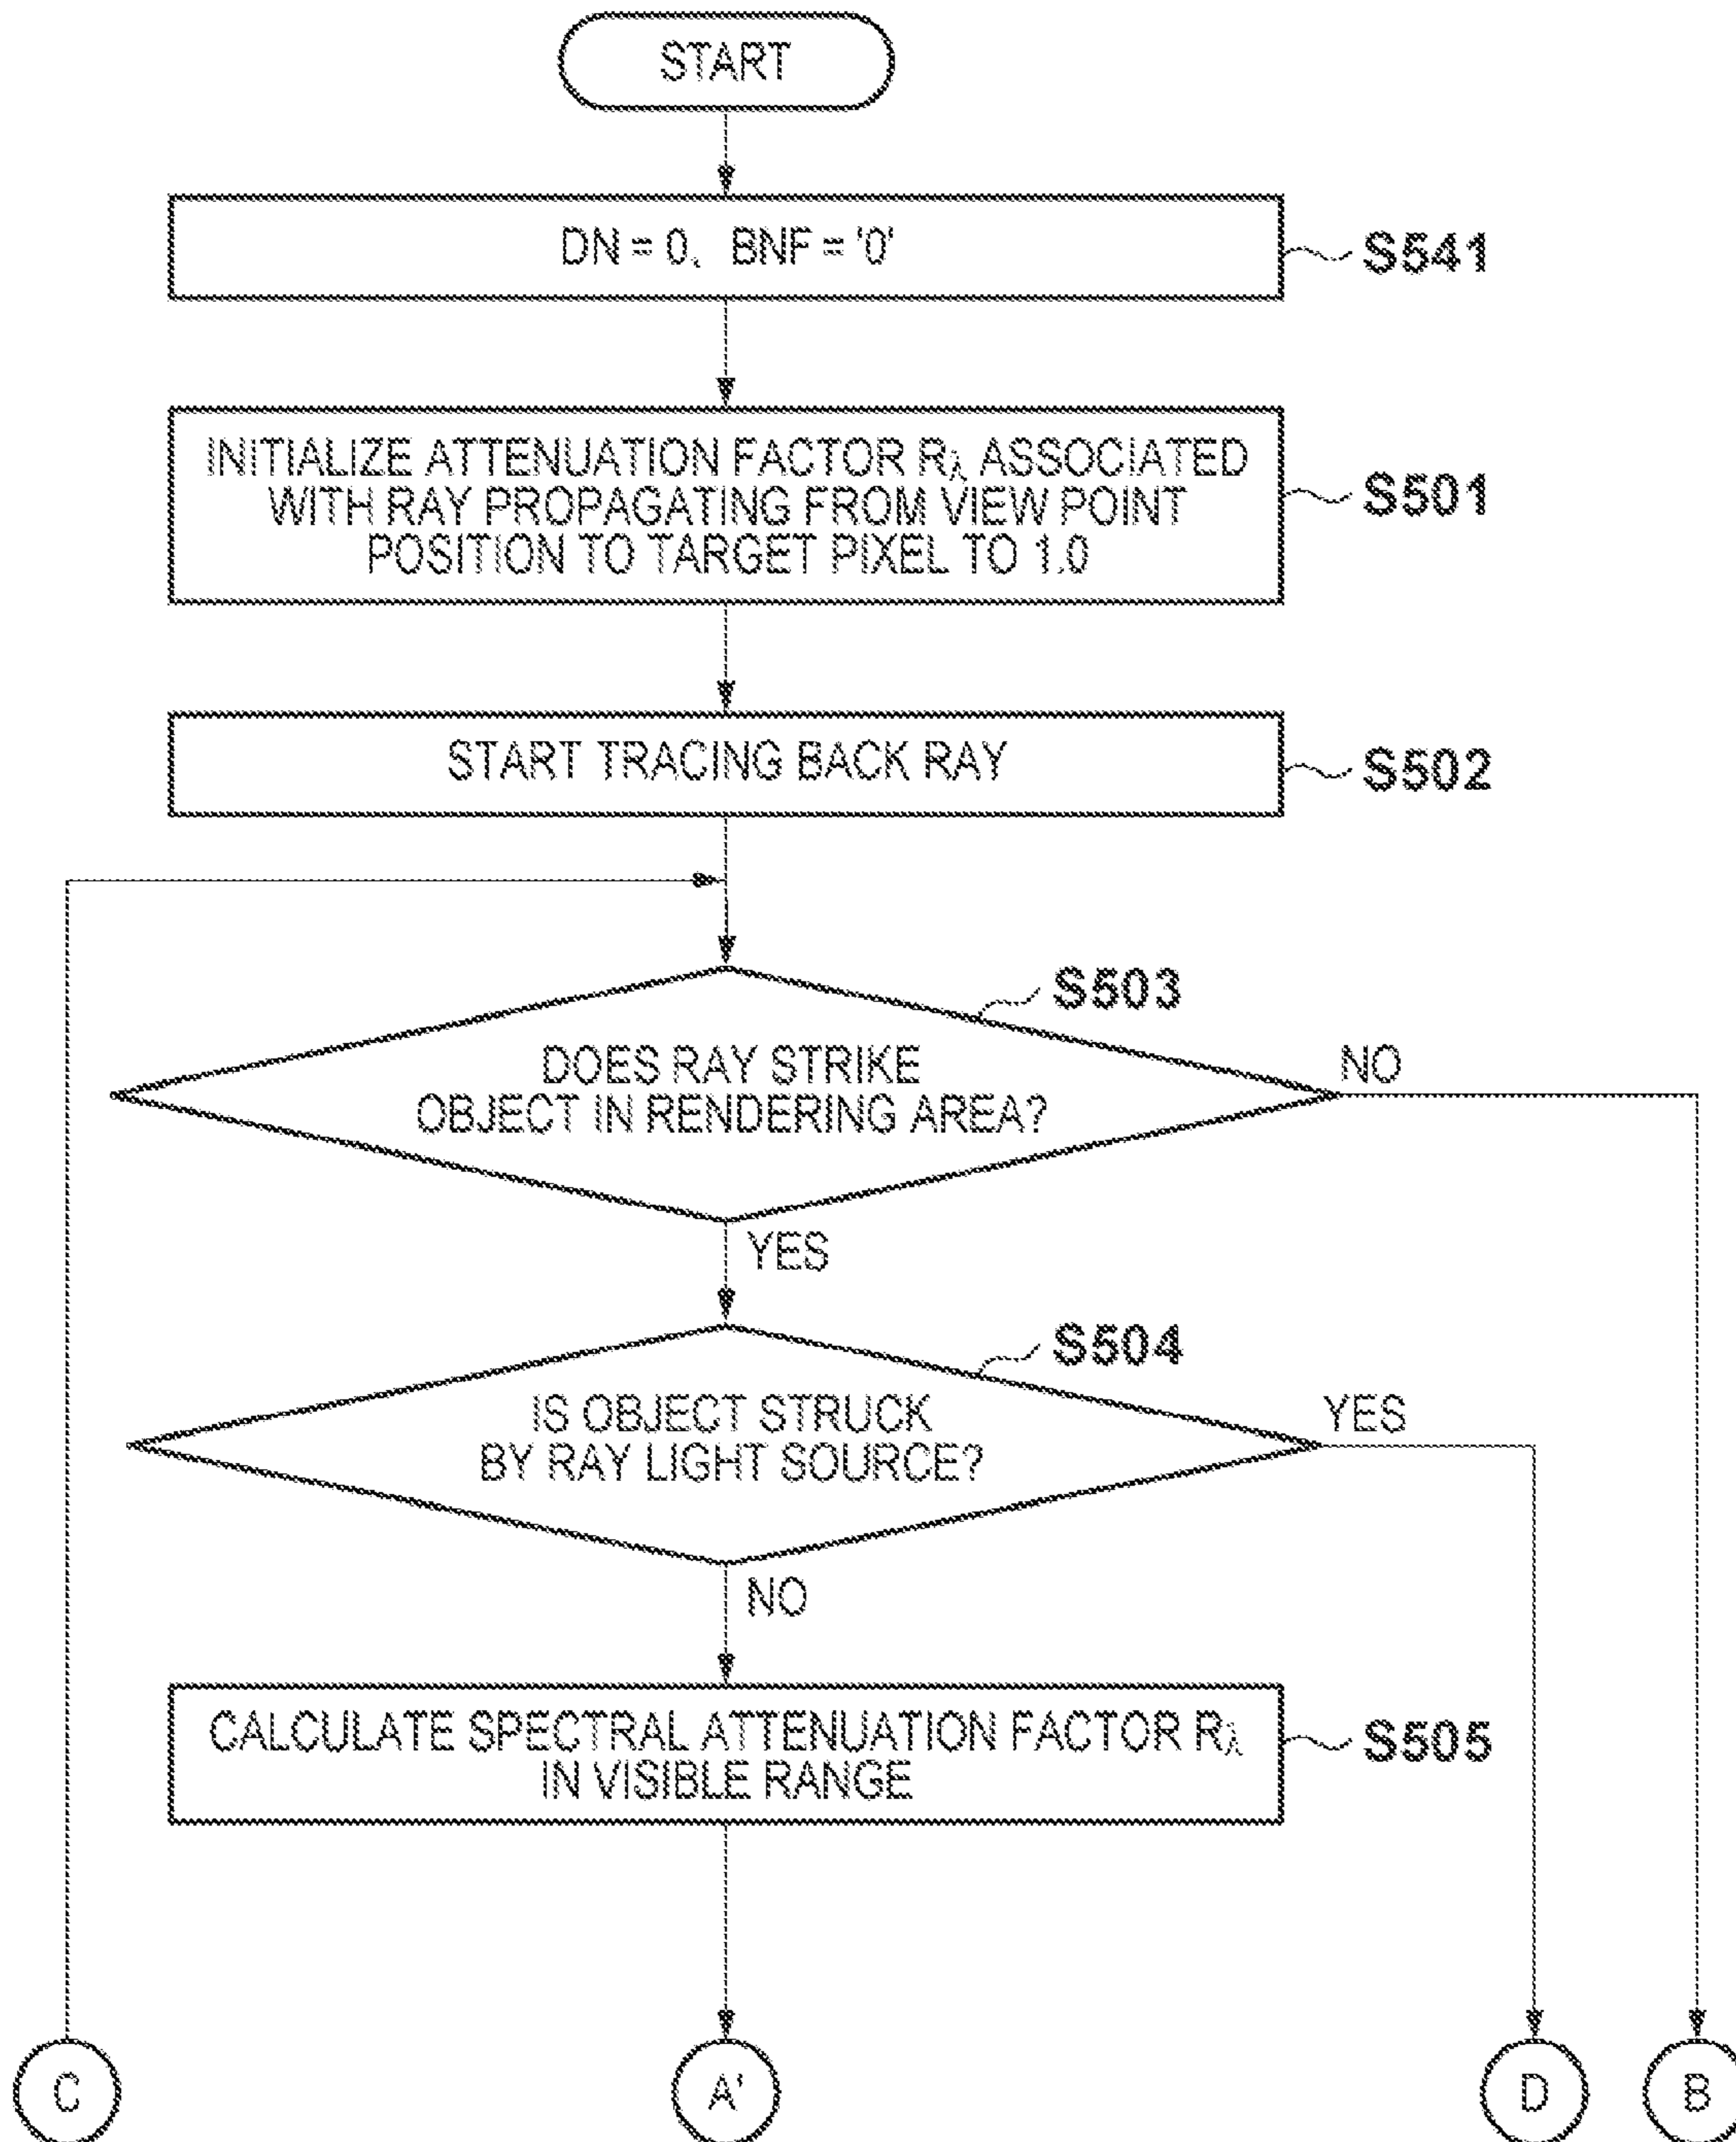 START
DN = 0、 BNF = '0'
S541
INITIALIZE ATTENUATION FACTOR Rλ ASSOCIATED
WITH RAY PROPAGATING FROM VIEW POINT
POSITION TO TARGET PIXEL TO 1.0
S501
START TRACING BACK RAY
S502
S503
DOES RAY STRIKE
OBJECT IN RENDERING AREA?
NO
YES
S504
IS OBJECT STRUCK
BY RAY LIGHT SOURCE?
YES
NO
CALCULATE SPECTRAL ATTENUATION FACTOR Rλ
IN VISIBLE RANGE
S505
C
A'
D
B